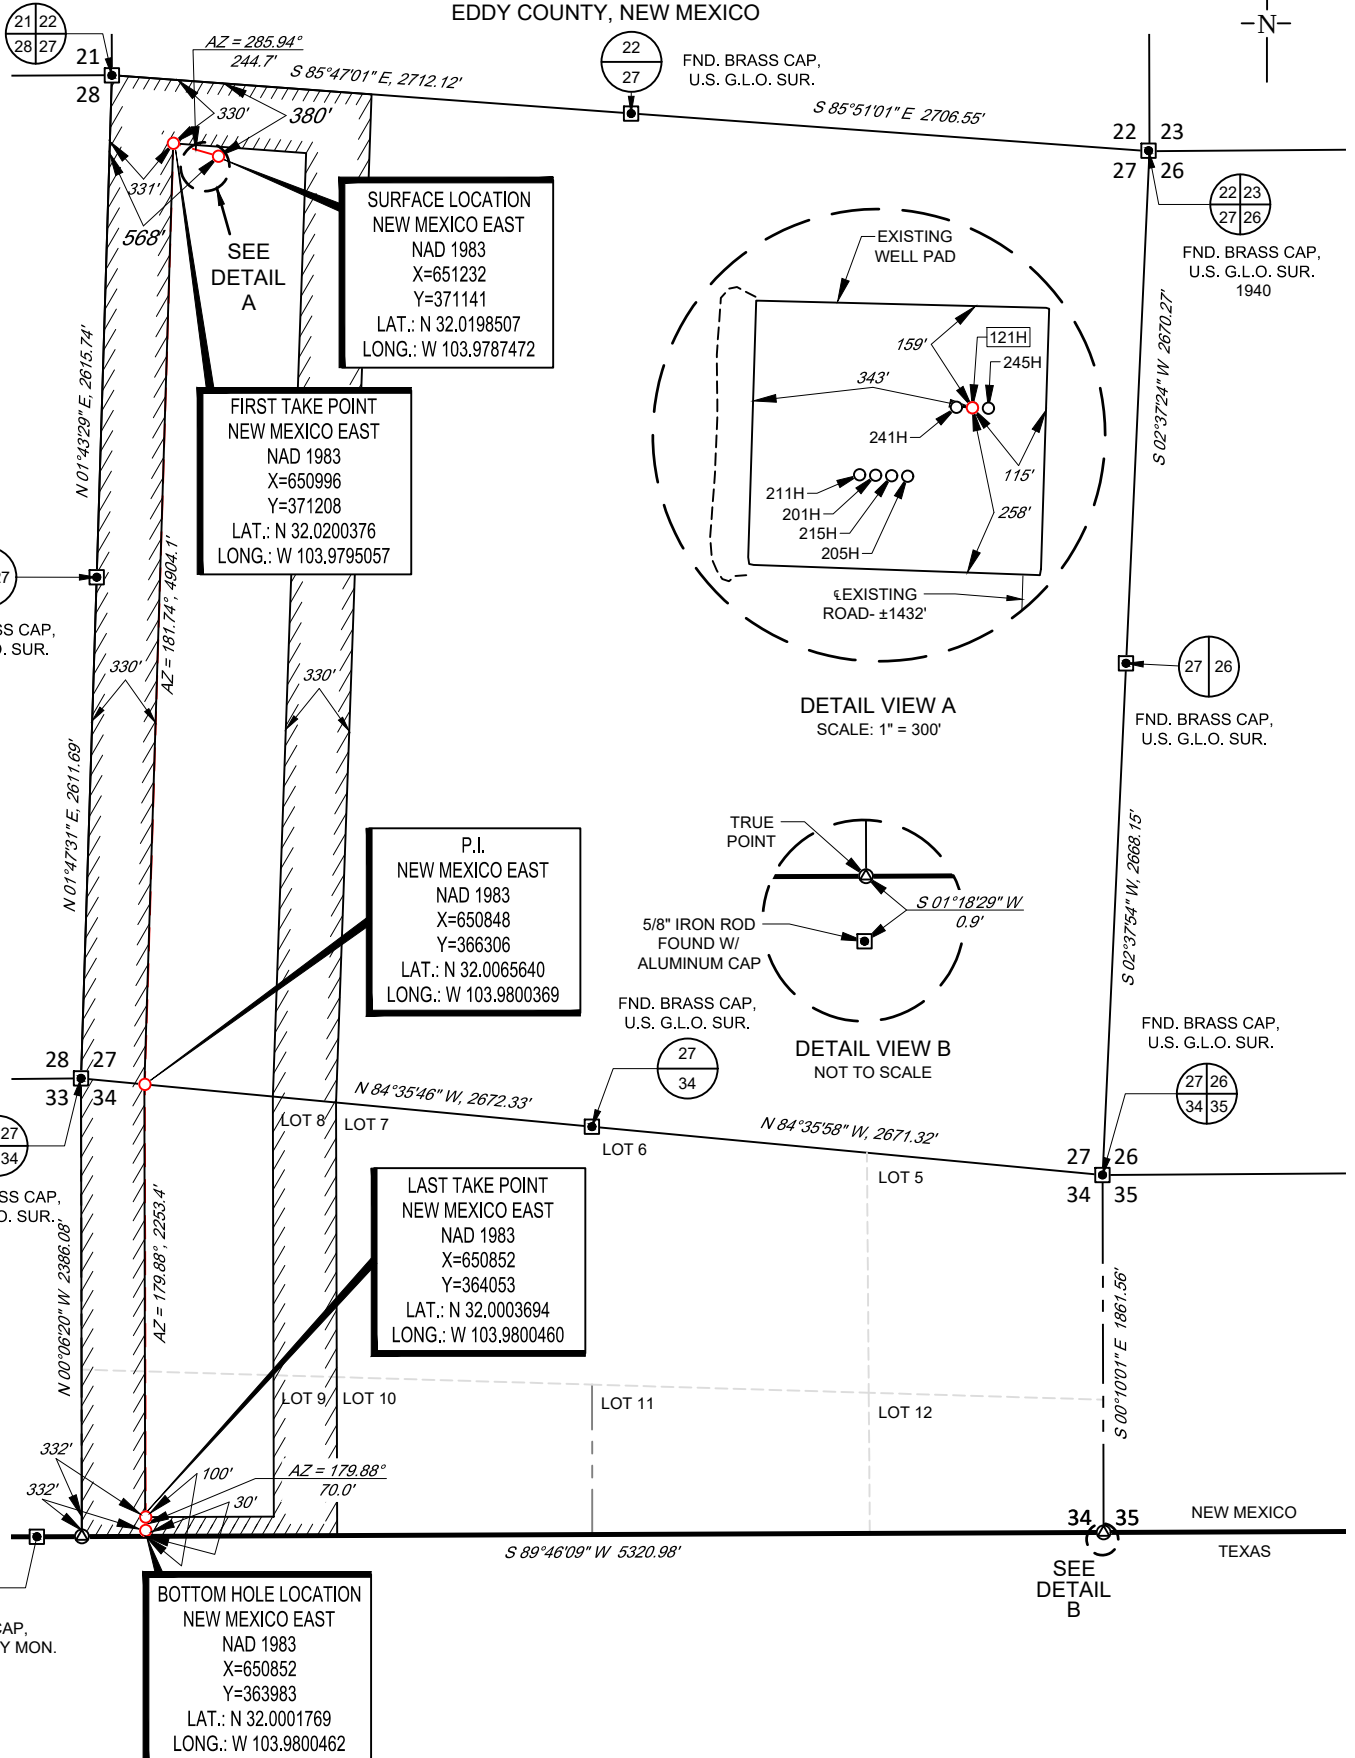 EDDY COUNTY, NEW MEXICO
-N-
21 22
28 27
21
28
AZ = 285.94°
244.7'
S 85°47'01" E, 2712.12'
22
27
FND. BRASS CAP,
U.S. G.L.O. SUR.
S 85°51'01" E 2706.55'
22 23
27 26
22 23
27 26
FND. BRASS CAP,
U.S. G.L.O. SUR.
1940
330'
380'
331'
568'
SEE
DETAIL
A
SURFACE LOCATION
NEW MEXICO EAST
NAD 1983
X=651232
Y=371141
LAT.: N 32.0198507
LONG.: W 103.9787472
FIRST TAKE POINT
NEW MEXICO EAST
NAD 1983
X=650996
Y=371208
LAT.: N 32.0200376
LONG.: W 103.9795057
EXISTING
WELL PAD
159'
121H
245H
343'
241H
115'
211H
201H
215H
205H
258'
℄EXISTING
ROAD- ±1432'
DETAIL VIEW A
SCALE: 1" = 300'
N 01°43'29" E, 2615.74'
AZ = 181.74°, 4904.1'
S 02°37'24" W 2670.27'
27
SS CAP,
O. SUR.
330'
330'
27 26
FND. BRASS CAP,
U.S. G.L.O. SUR.
N 01°47'31" E, 2611.69'
S 02°37'54" W, 2668.15'
P.I.
NEW MEXICO EAST
NAD 1983
X=650848
Y=366306
LAT.: N 32.0065640
LONG.: W 103.9800369
TRUE
POINT
S 01°18'29" W
0.9'
5/8" IRON ROD
FOUND W/
ALUMINUM CAP
DETAIL VIEW B
NOT TO SCALE
FND. BRASS CAP,
U.S. G.L.O. SUR.
27
34
FND. BRASS CAP,
U.S. G.L.O. SUR.
27 26
34 35
28 27
33 34
27
34
SS CAP,
O. SUR.
N 84°35'46" W, 2672.33'
N 84°35'58" W, 2671.32'
LOT 8
LOT 7
LOT 6
LOT 5
27 26
34 35
LAST TAKE POINT
NEW MEXICO EAST
NAD 1983
X=650852
Y=364053
LAT.: N 32.0003694
LONG.: W 103.9800460
N 00°06'20" W 2386.08'
AZ = 179.88°, 2253.4'
S 00°10'01" E 1861.56'
LOT 9
LOT 10
LOT 11
LOT 12
332'
332'
100'
30'
AZ = 179.88°
70.0'
34 35
NEW MEXICO
TEXAS
S 89°46'09" W 5320.98'
SEE
DETAIL
B
CAP,
Y MON.
BOTTOM HOLE LOCATION
NEW MEXICO EAST
NAD 1983
X=650852
Y=363983
LAT.: N 32.0001769
LONG.: W 103.9800462